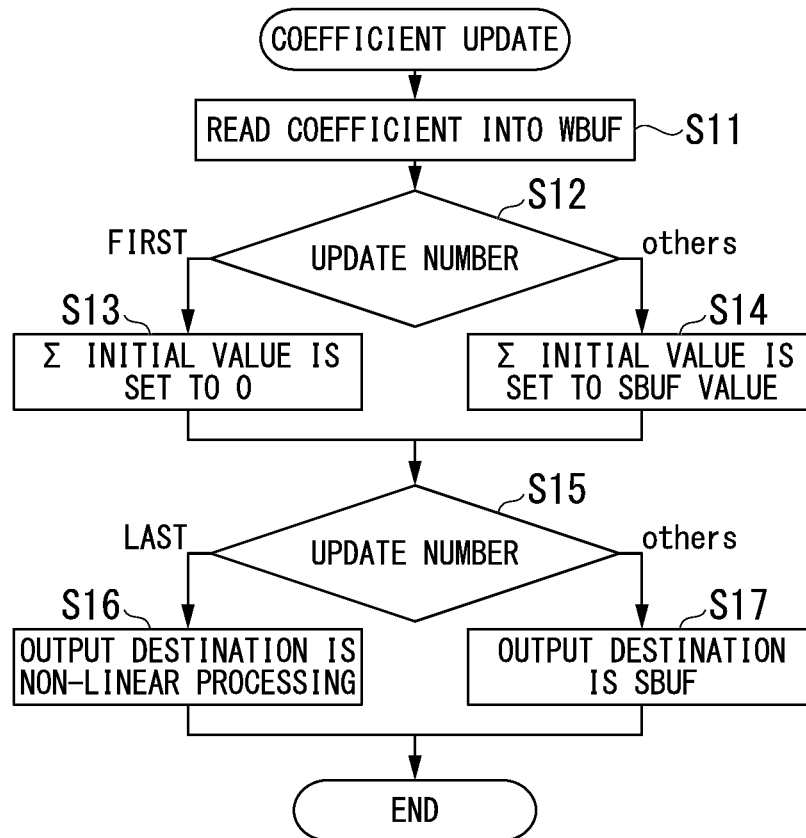 COEFFICIENT UPDATE
READ COEFFICIENT INTO WBUF
S11
S12
FIRST
UPDATE NUMBER
others
S13
S14
Σ INITIAL VALUE IS
SET TO 0
Σ INITIAL VALUE IS
SET TO SBUF VALUE
S15
LAST
UPDATE NUMBER
others
S16
S17
OUTPUT DESTINATION IS
NON-LINEAR PROCESSING
OUTPUT DESTINATION
IS SBUF
END